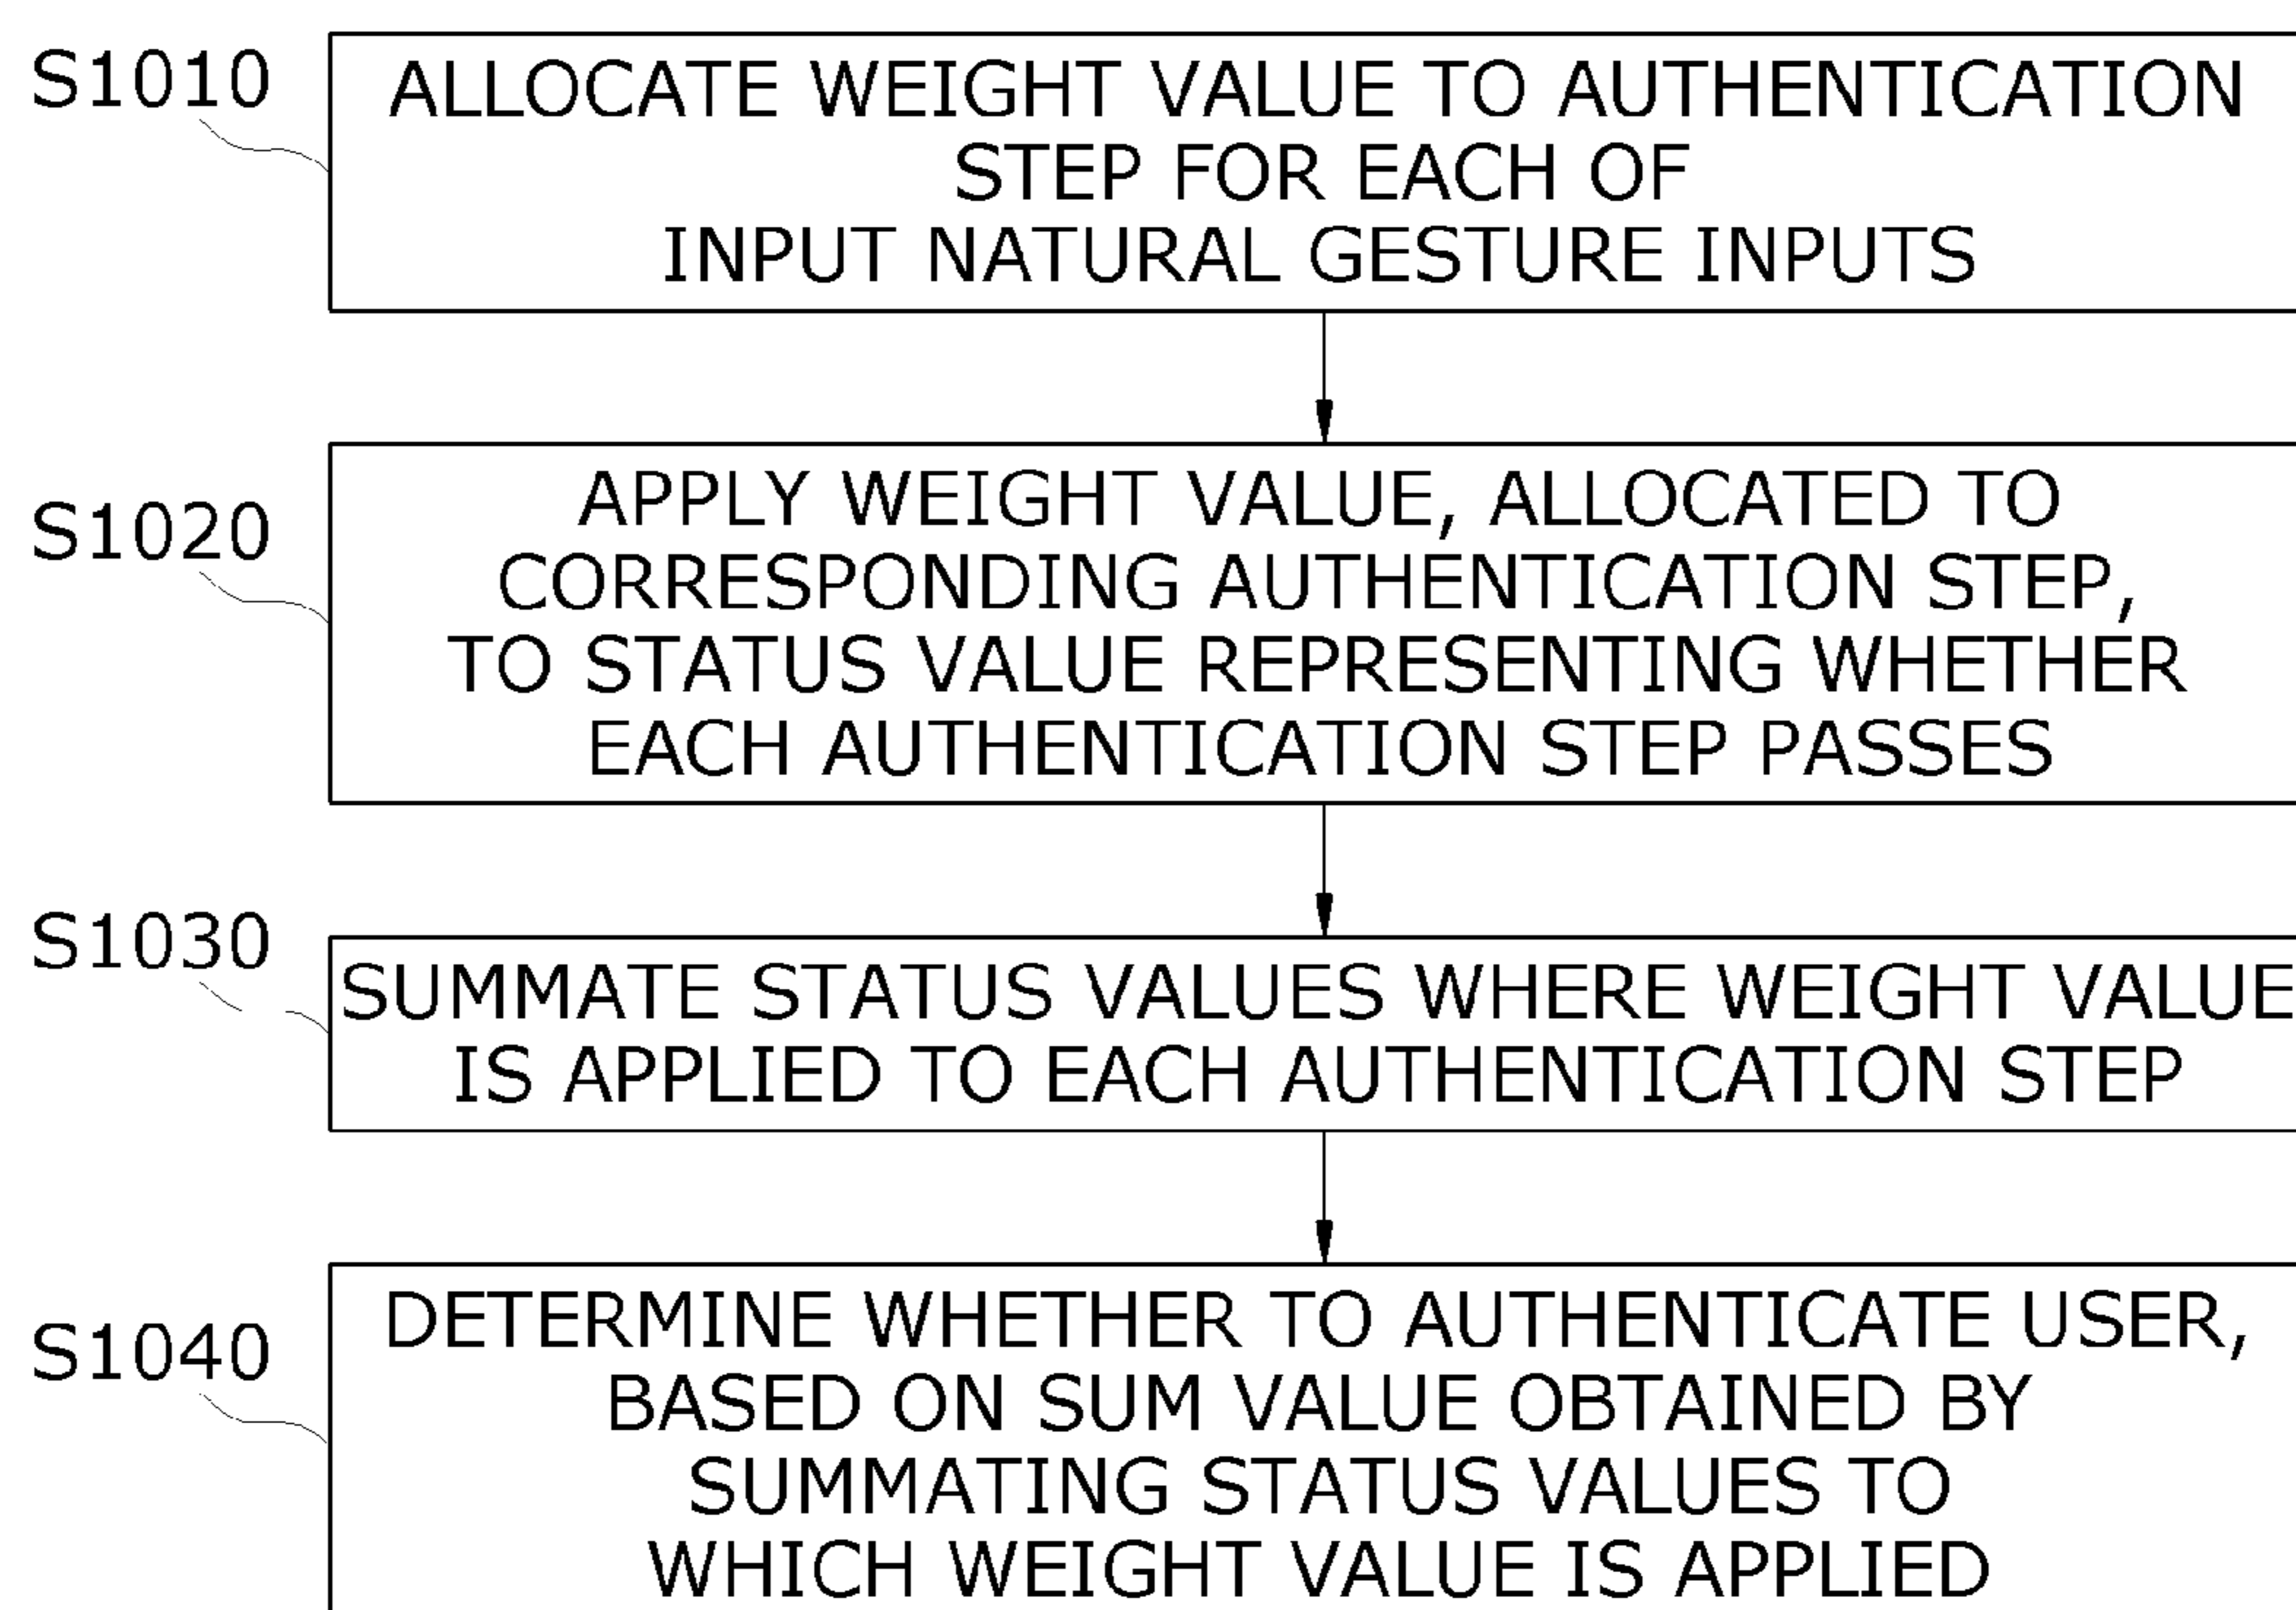 S1010
ALLOCATE WEIGHT VALUE TO AUTHENTICATION
STEP FOR EACH OF
INPUT NATURAL GESTURE INPUTS
S1020
APPLY WEIGHT VALUE, ALLOCATED TO
CORRESPONDING AUTHENTICATION STEP,
TO STATUS VALUE REPRESENTING WHETHER
EACH AUTHENTICATION STEP PASSES
S1030
SUMMATE STATUS VALUES WHERE WEIGHT VALUE
IS APPLIED TO EACH AUTHENTICATION STEP
S1040
DETERMINE WHETHER TO AUTHENTICATE USER,
BASED ON SUM VALUE OBTAINED BY
SUMMATING STATUS VALUES TO
WHICH WEIGHT VALUE IS APPLIED